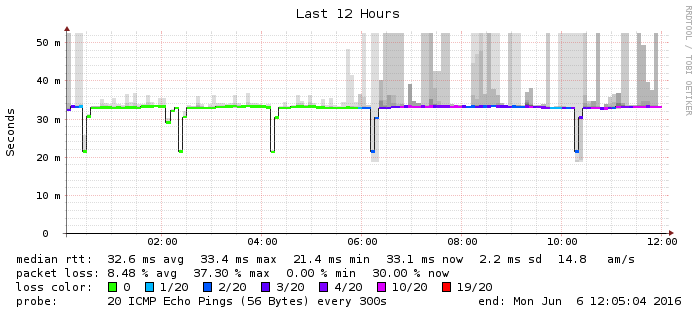 Last 12 Hours
RRDTOOL / TOBI OETIKER
Seconds
50 m
40 m
30 m
20 m
10 m
0
02:00 04:00 06:00 08:00 10:00 12:00
median rtt: 32.6 ms avg 33.4 ms max 21.4 ms min 33.1 ms now 2.2 ms sd 14.8 am/s
packet loss: 8.48 % avg 37.30 % max 0.00 % min 30.00 % now
loss color: 0 1/20 2/20 3/20 4/20 10/20 19/20
probe: 20 ICMP Echo Pings (56 Bytes) every 300s end: Mon Jun 6 12:05:04 2016